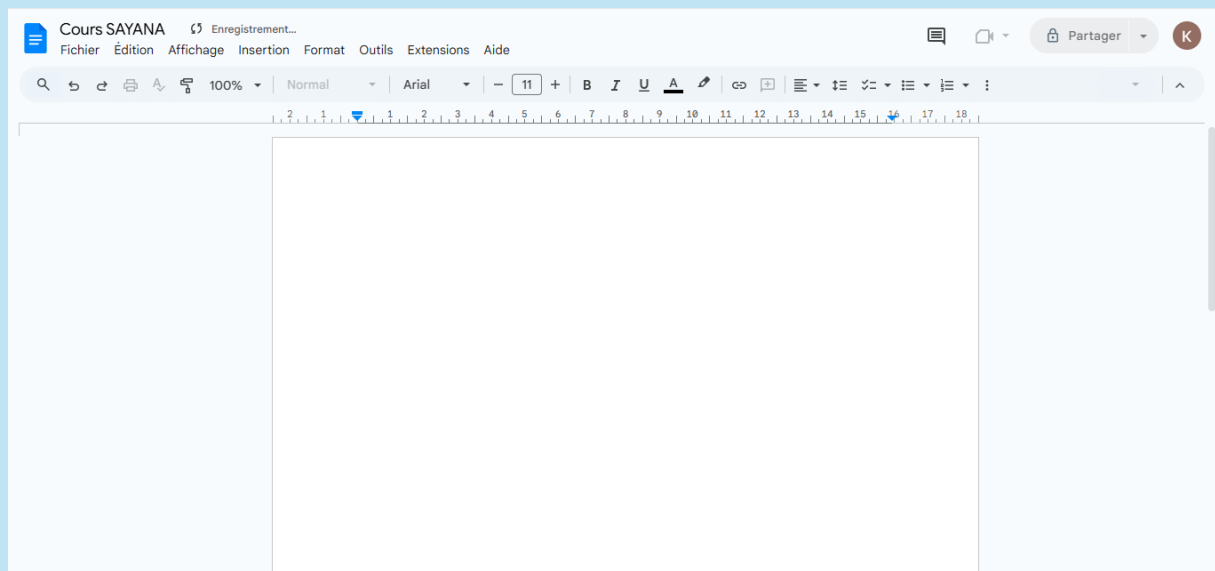 Cours SAYANA Enregistrement...
Fichier Édition Affichage Insertion Format Outils Extensions Aide
Partager K
100% Normal Arial 11 B I U A
2 1 1 2 3 4 5 6 7 8 9 10 11 12 13 14 15 16 17 18